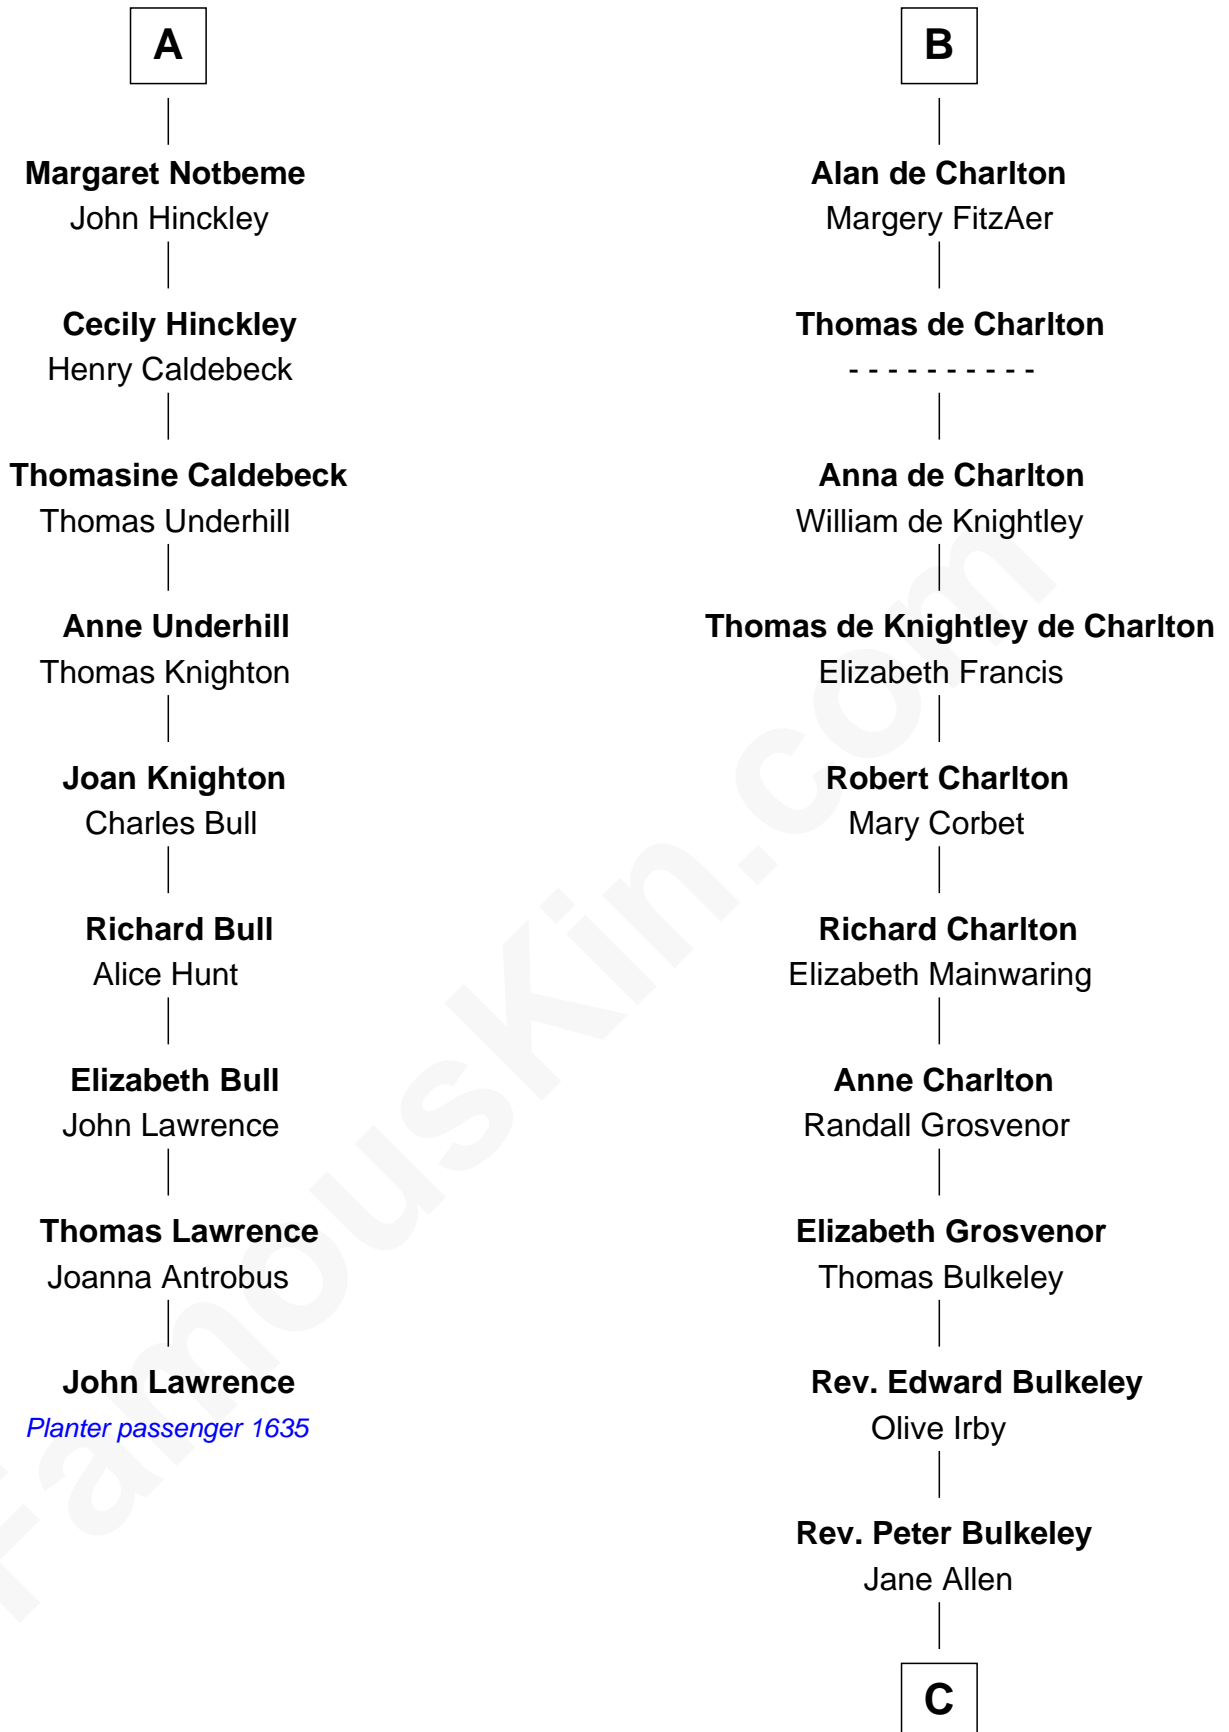 A
Margaret Notbeme
John Hinckley
Cecily Hinckley
Henry Caldebeck
Thomasine Caldebeck
Thomas Underhill
Anne Underhill
Thomas Knighton
Joan Knighton
Charles Bull
Richard Bull
Alice Hunt
Elizabeth Bull
John Lawrence
Thomas Lawrence
Joanna Antrobus
John Lawrence
Planter passenger 1635
B
Alan de Charlton
Margery FitzAer
Thomas de Charlton
- - - - - - - - - -
Anna de Charlton
William de Knightley
Thomas de Knightley de Charlton
Elizabeth Francis
Robert Charlton
Mary Corbet
Richard Charlton
Elizabeth Mainwaring
Anne Charlton
Randall Grosvenor
Elizabeth Grosvenor
Thomas Bulkeley
Rev. Edward Bulkeley
Olive Irby
Rev. Peter Bulkeley
Jane Allen
C
FamousKin.com